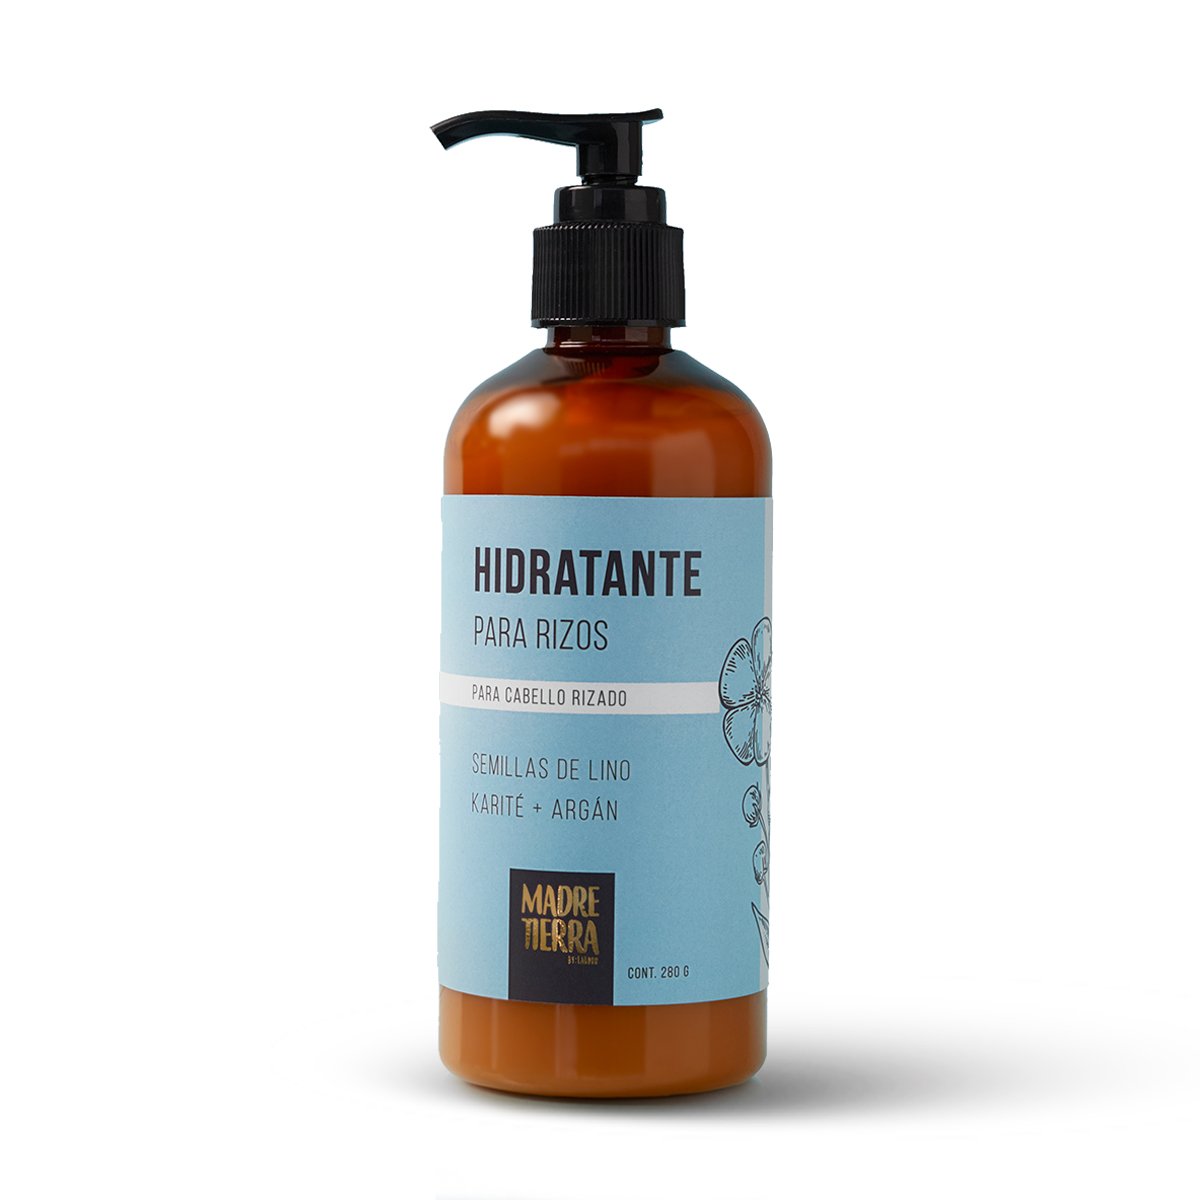 HIDRATANTE
PARA RIZOS
PARA CABELLO RIZADO
SEMILLAS DE LINO
KARITÉ + ARGÁN
MADRE
TIERRA
CONT. 280 G